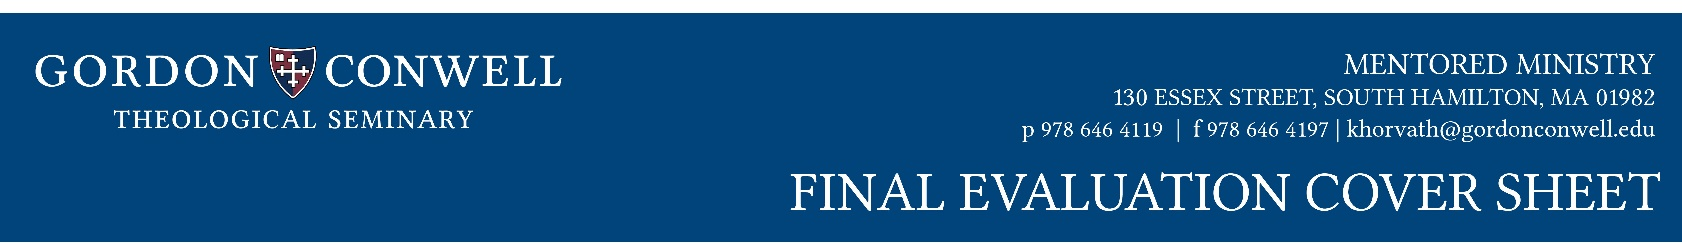 GORDON CONWELL
THEOLOGICAL SEMINARY
MENTORED MINISTRY
130 ESSEX STREET, SOUTH HAMILTON, MA 01982
p 978 646 4119 | f 978 646 4197 | khorvath@gordonconwell.edu
FINAL EVALUATION COVER SHEET